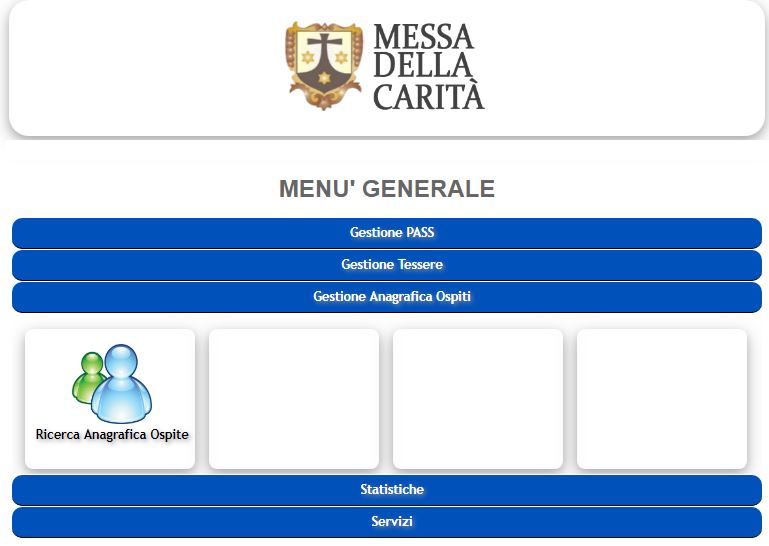 MESSA
DELLA
CARITÀ
MENU' GENERALE
Gestione PASS
Gestione Tessere
Gestione Anagrafica Ospiti
Ricerca Anagrafica Ospite
Statistiche
Servizi